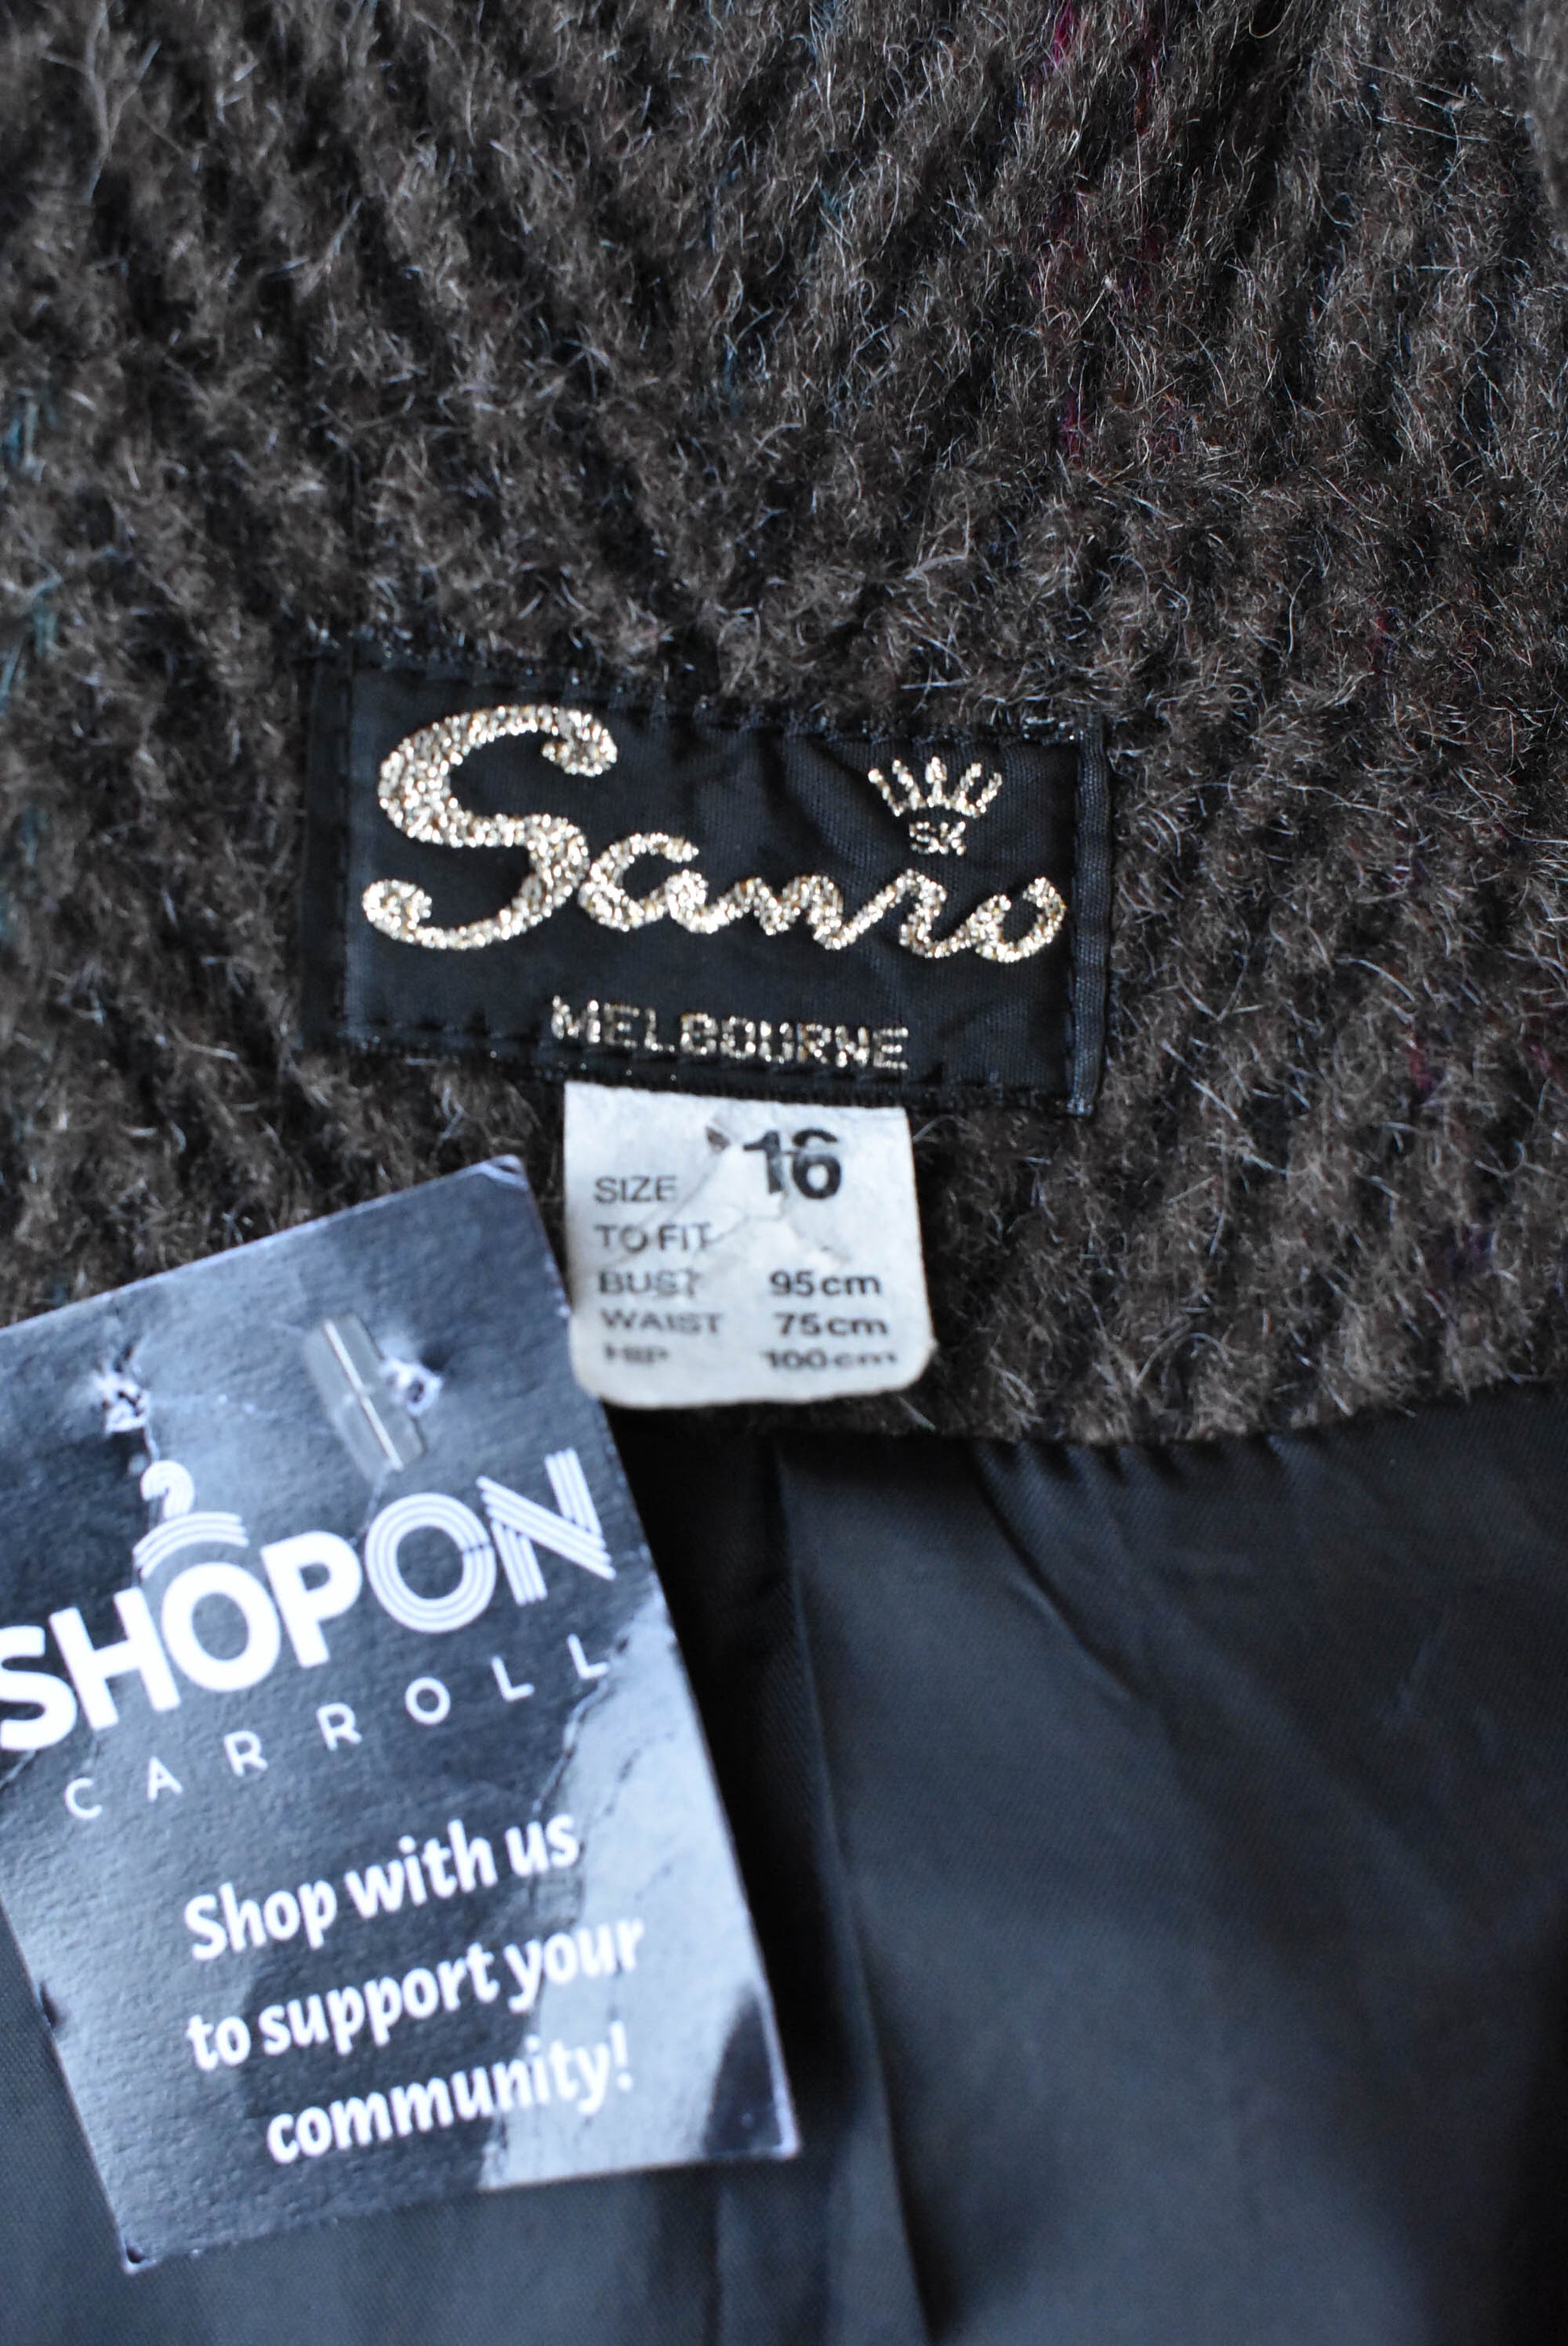 SK
Sanro
MELBOURNE
SIZE 16
TO FIT
BUST 95cm
WAIST 75cm
HIP 100cm
SHOPON
CARROLL
Shop with us
to support your
community!